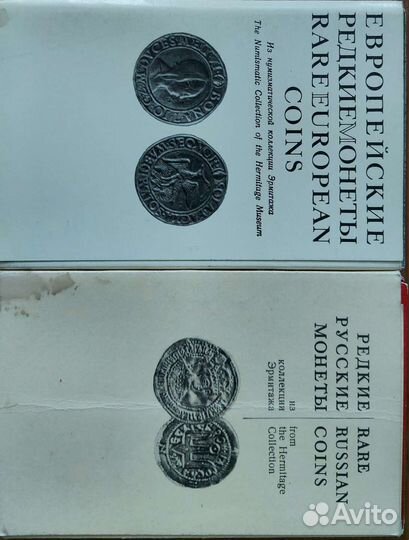 ЕВРОПЕЙСКИЕ
РЕДКИЕ МОНЕТЫ
RARE EUROPEAN
COINS
Из нумизматической коллекции Эрмитажа
The Numismatic Collection of the Hermitage Museum
РЕДКИЕ RARE
РУССКИЕ RUSSIAN
МОНЕТЫ COINS
из from
коллекции the Hermitage
Эрмитажа Collection
Avito